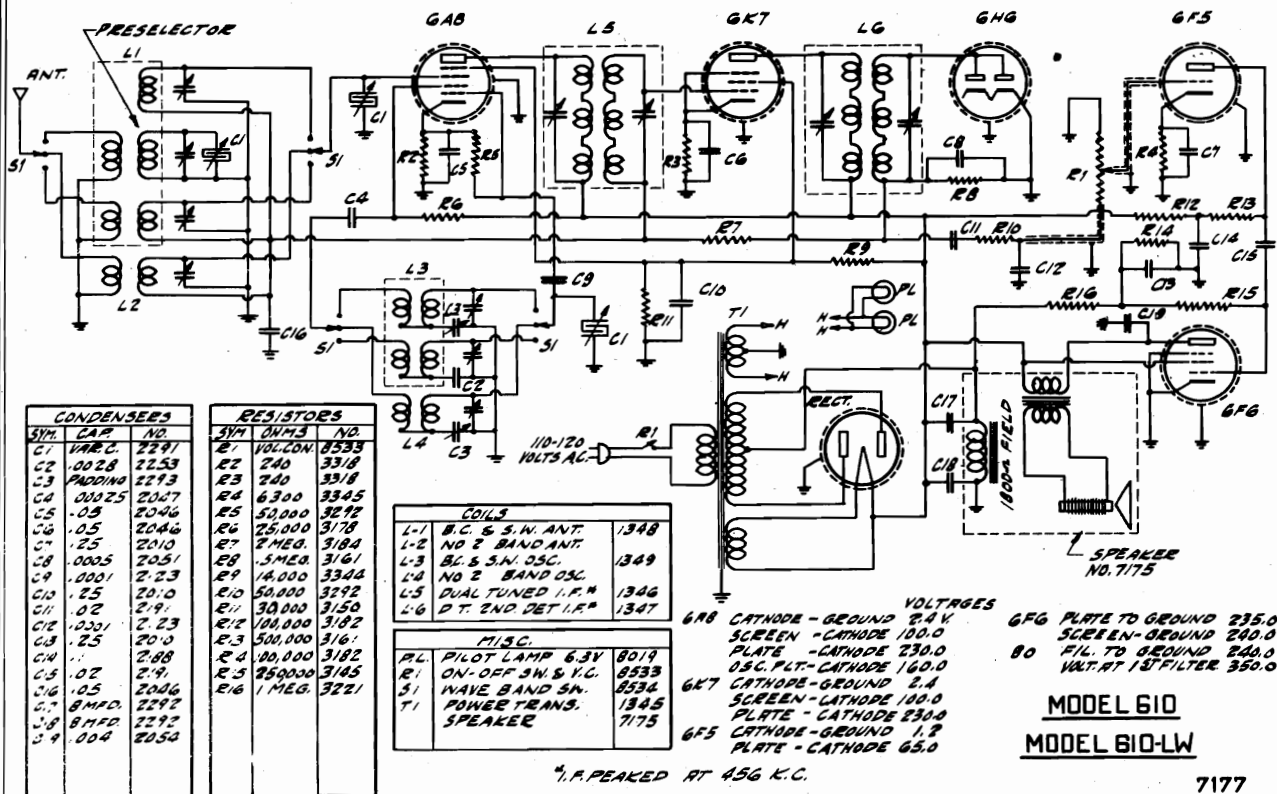 6A8 L5 6K7 L6 6H6 6F5
PRESELECTOR
L1
ANT.
S1 C1 S1 C1
R2 C5 R5 R3 C6 C8 R8 R1 R4 C7
C4 R6 R7 C11 R10 R12 R13
R14 C14 C15
L2 L3 C9 R9 C12 C13
C10 PL R16 R15
C16 L3 R11 H H PL
S1 S1 C1 T1 H H C19
C2
RECT. 6F6
L4 C3 C17
110-120 R1
VOLTS A.C. C18 1800Ω FIELD
SPEAKER
NO. 7175
CONDENSERS
SYM. CAP. NO.
C1 VAR. C. 2291
C2 .0028 2253
C3 PADDING 2293
C4 .00025 2047
C5 .05 2046
C6 .05 2046
C7 .25 2010
C8 .0005 2051
C9 .0001 2123
C10 .25 2010
C11 .02 2191
C12 .0001 2123
C13 .25 2010
C14 .1 2188
C15 .02 2191
C16 .05 2046
C17 8 MFD. 2292
C18 8 MFD. 2292
C19 .004 2054
RESISTORS
SYM OHMS NO.
R1 VOL. CON. 8533
R2 240 3318
R3 240 3318
R4 6300 3345
R5 50,000 3292
R6 25,000 3178
R7 2 MEG. 3184
R8 .5 MEG. 3161
R9 14,000 3344
R10 50,000 3292
R11 30,000 3150
R12 100,000 3182
R13 500,000 3161
R14 100,000 3182
R15 250000 3145
R16 1 MEG. 3221
COILS
L-1 B.C. & S.W. ANT. 1348
L-2 NO 2 BAND ANT.
L-3 B.C. & S.W. OSC. 1349
L-4 NO 2 BAND OSC.
L-5 DUAL TUNED I.F.* 1346
L-6 D T. 2ND DET I.F.* 1347
MISC.
P.L. PILOT LAMP 6.3V 8019
R1 ON-OFF SW. & V.C. 8533
S1 WAVE BAND SW. 8534
T1 POWER TRANS. 1345
SPEAKER 7175
*I.F. PEAKED AT 456 K.C.
VOLTAGES
6A8 CATHODE - GROUND 2.4 V.
SCREEN - CATHODE 100.0
PLATE - CATHODE 230.0
OSC. PLT. - CATHODE 160.0
6K7 CATHODE - GROUND 2.4
SCREEN - CATHODE 100.0
PLATE - CATHODE 230.0
6F5 CATHODE - GROUND 1.2
PLATE - CATHODE 65.0
6F6 PLATE TO GROUND 235.0
SCREEN - GROUND 240.0
80 FIL. TO GROUND 240.0
VOLT. AT 1ST FILTER 350.0
MODEL 610
MODEL 610-LW
7177